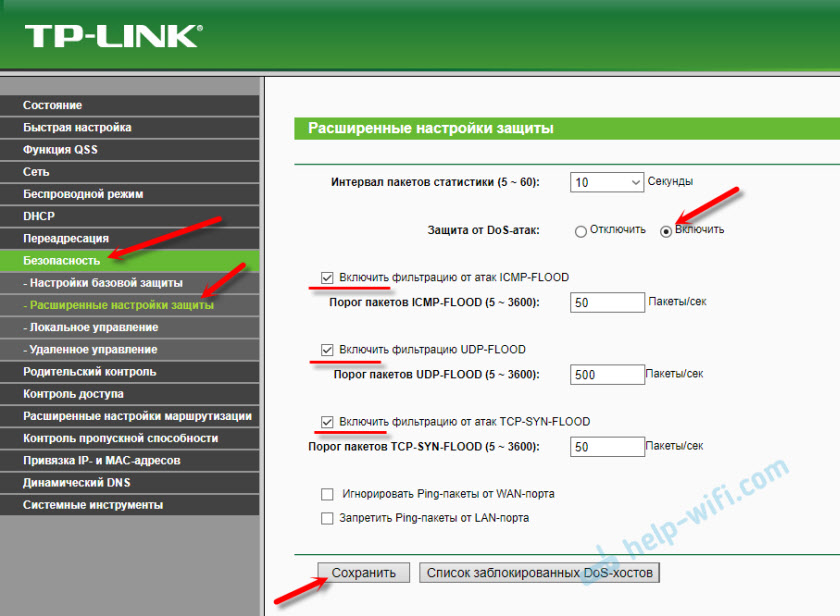 TP-LINK®
Состояние
Быстрая настройка
Функция QSS
Сеть
Беспроводной режим
DHCP
Переадресация
Безопасность
- Настройки базовой защиты
- Расширенные настройки защиты
- Локальное управление
- Удаленное управление
Родительский контроль
Контроль доступа
Расширенные настройки маршрутизации
Контроль пропускной способности
Привязка IP- и MAC-адресов
Динамический DNS
Системные инструменты
Расширенные настройки защиты
Интервал пакетов статистики (5 ~ 60): 10 Секунды
Защита от DoS-атак: Отключить Включить
Включить фильтрацию от атак ICMP-FLOOD
Порог пакетов ICMP-FLOOD (5 ~ 3600): 50 Пакеты/сек
Включить фильтрацию UDP-FLOOD
Порог пакетов UDP-FLOOD (5 ~ 3600): 500 Пакеты/сек
Включить фильтрацию от атак TCP-SYN-FLOOD
Порог пакетов TCP-SYN-FLOOD (5 ~ 3600): 50 Пакеты/сек
Игнорировать Ping-пакеты от WAN-порта
Запретить Ping-пакеты от LAN-порта
help-wifi.com
Сохранить Список заблокированных DoS-хостов